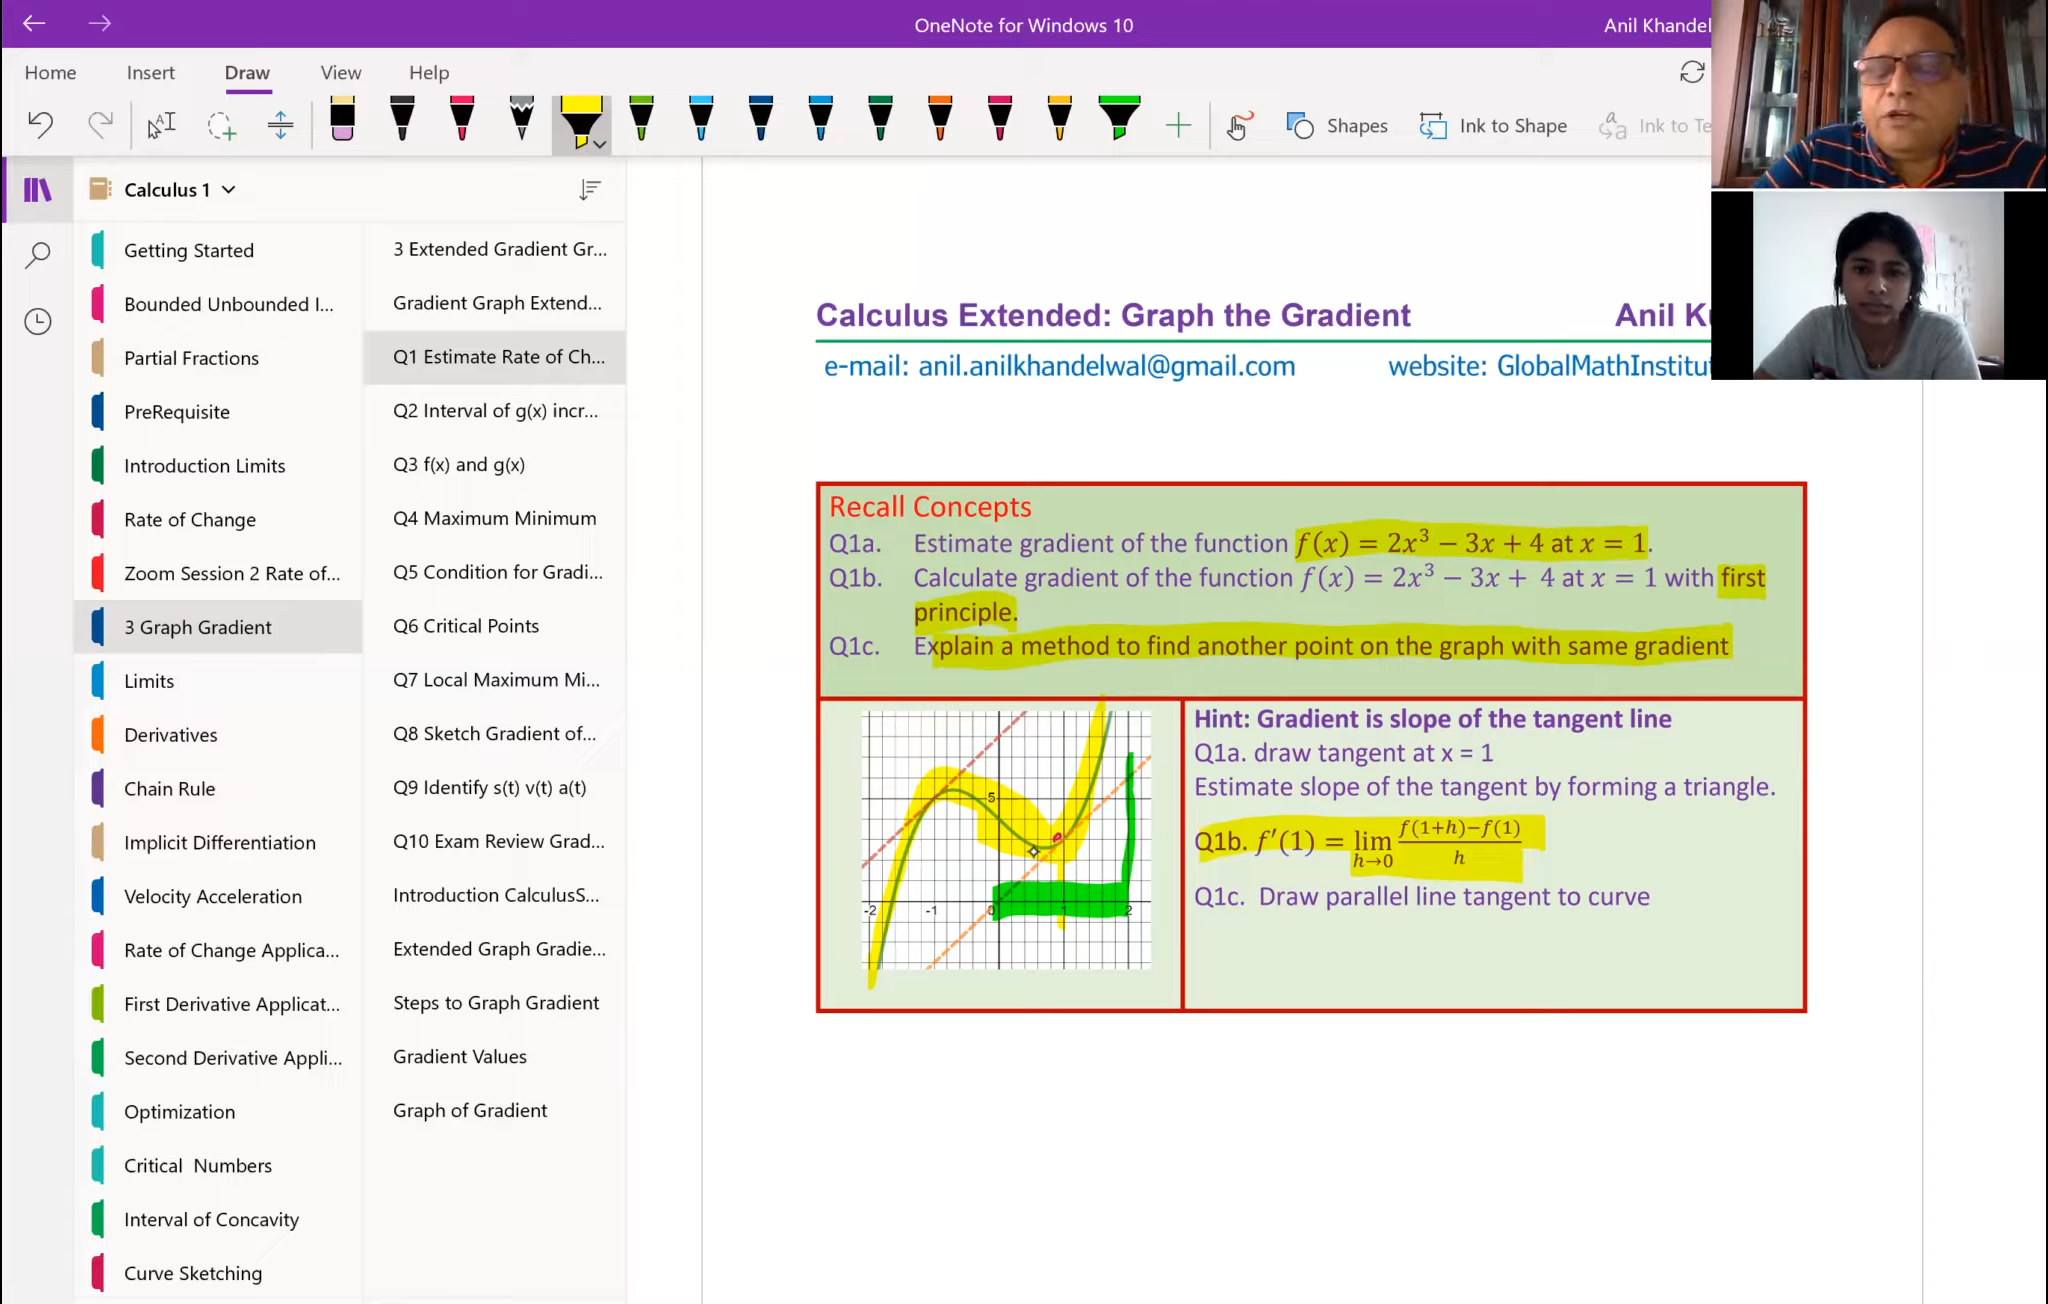 OneNote for Windows 10
Anil Khandel
Home Insert Draw View Help
Shapes Ink to Shape Ink to Te
Calculus 1
Getting Started
Bounded Unbounded I...
Partial Fractions
PreRequisite
Introduction Limits
Rate of Change
Zoom Session 2 Rate of...
3 Graph Gradient
Limits
Derivatives
Chain Rule
Implicit Differentiation
Velocity Acceleration
Rate of Change Applica...
First Derivative Applicat...
Second Derivative Appli...
Optimization
Critical Numbers
Interval of Concavity
Curve Sketching
3 Extended Gradient Gr...
Gradient Graph Extend...
Q1 Estimate Rate of Ch...
Q2 Interval of g(x) incr...
Q3 f(x) and g(x)
Q4 Maximum Minimum
Q5 Condition for Gradi...
Q6 Critical Points
Q7 Local Maximum Mi...
Q8 Sketch Gradient of...
Q9 Identify s(t) v(t) a(t)
Q10 Exam Review Grad...
Introduction CalculusS...
Extended Graph Gradie...
Steps to Graph Gradient
Gradient Values
Graph of Gradient
Calculus Extended: Graph the Gradient Anil K
e-mail: anil.anilkhandelwal@gmail.com website: GlobalMathInstitu
Recall Concepts
Q1a. Estimate gradient of the function f(x) = 2x³ − 3x + 4 at x = 1.
Q1b. Calculate gradient of the function f(x) = 2x³ − 3x + 4 at x = 1 with first
principle.
Q1c. Explain a method to find another point on the graph with same gradient
5
-2 -1 0 1 2
Hint: Gradient is slope of the tangent line
Q1a. draw tangent at x = 1
Estimate slope of the tangent by forming a triangle.
Q1b. f′(1) = lim h→0 f(1+h)−f(1) / h
Q1c. Draw parallel line tangent to curve